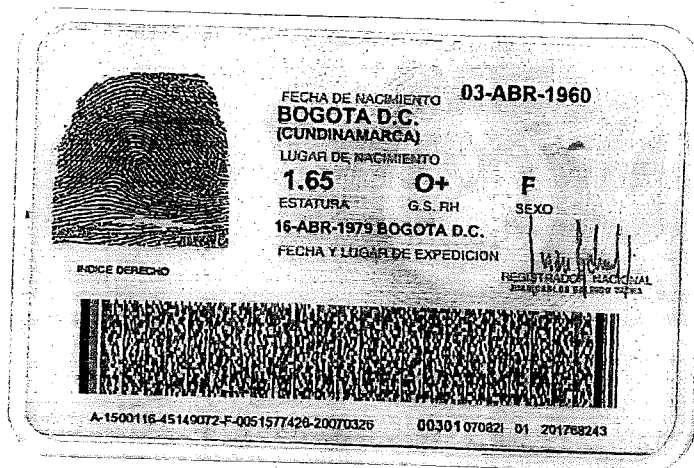 FECHA DE NACIMIENTO 03-ABR-1960
BOGOTA D.C.
(CUNDINAMARCA)
LUGAR DE NACIMIENTO
1.65 O+ F
ESTATURA G.S. RH SEXO
16-ABR-1979 BOGOTA D.C.
FECHA Y LUGAR DE EXPEDICION
REGISTRADOR NACIONAL
INDICE DERECHO
A-1500116-45149072-F-0051577426-20070326 00301070821 01 201768243